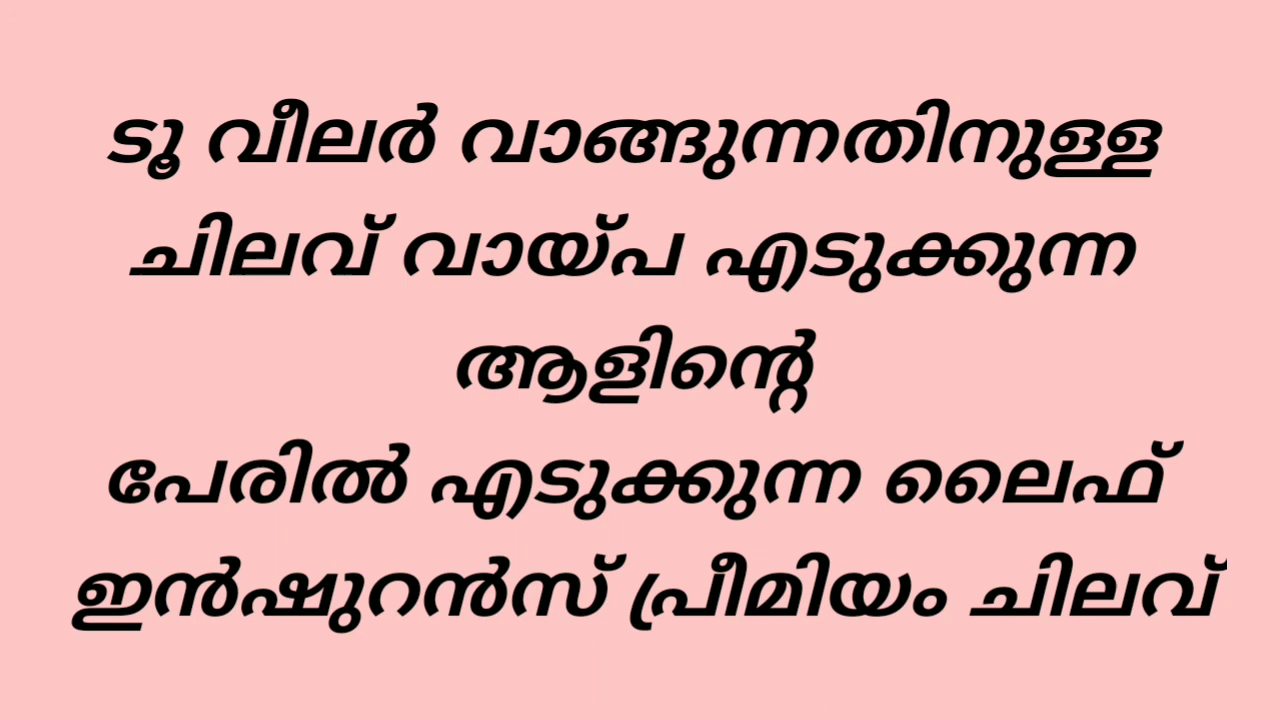 ടൂ വീലർ വാങ്ങുന്നതിനുള്ള
ചിലവ് വായ്പ എടുക്കുന്ന
ആളിന്റെ
പേരിൽ എടുക്കുന്ന ലൈഫ്
ഇൻഷുറൻസ് പ്രീമിയം ചിലവ്